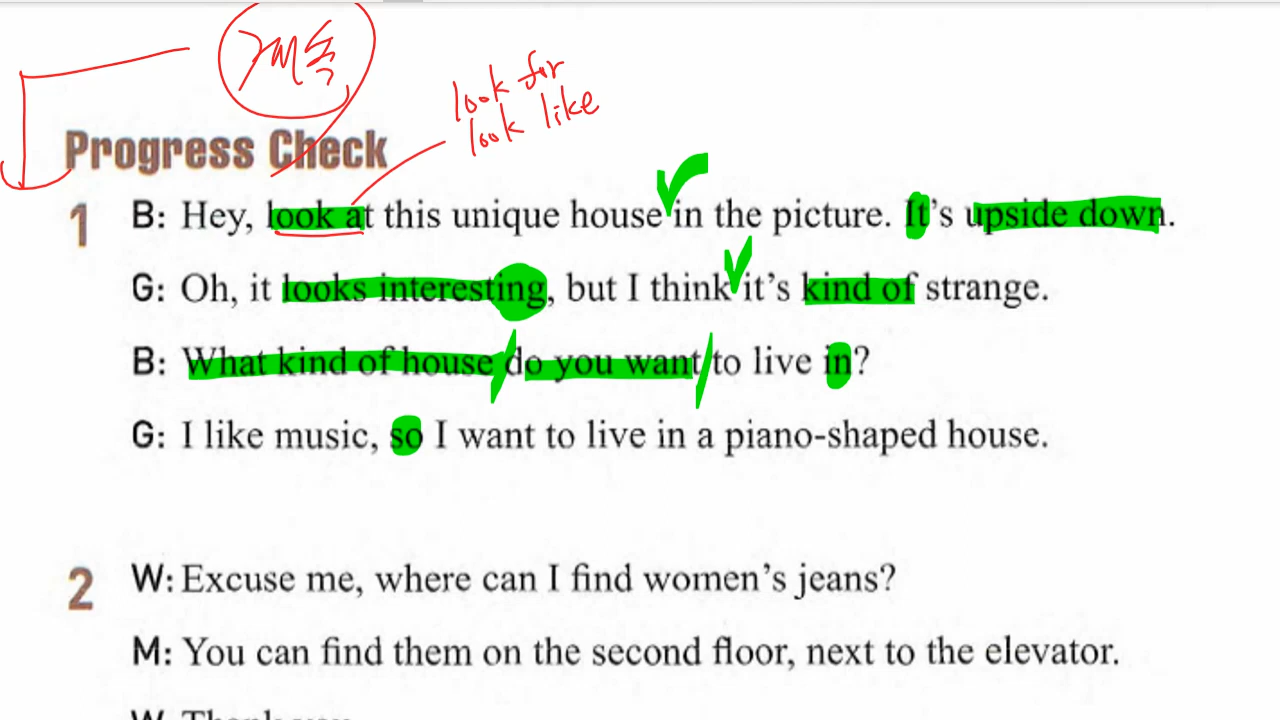 계속
look for
look like
Progress Check
1 B: Hey, look at this unique house in the picture. It's upside down.
G: Oh, it looks interesting, but I think it's kind of strange.
B: What kind of house do you want to live in?
G: I like music, so I want to live in a piano-shaped house.
2 W: Excuse me, where can I find women's jeans?
M: You can find them on the second floor, next to the elevator.
W: Thank you.